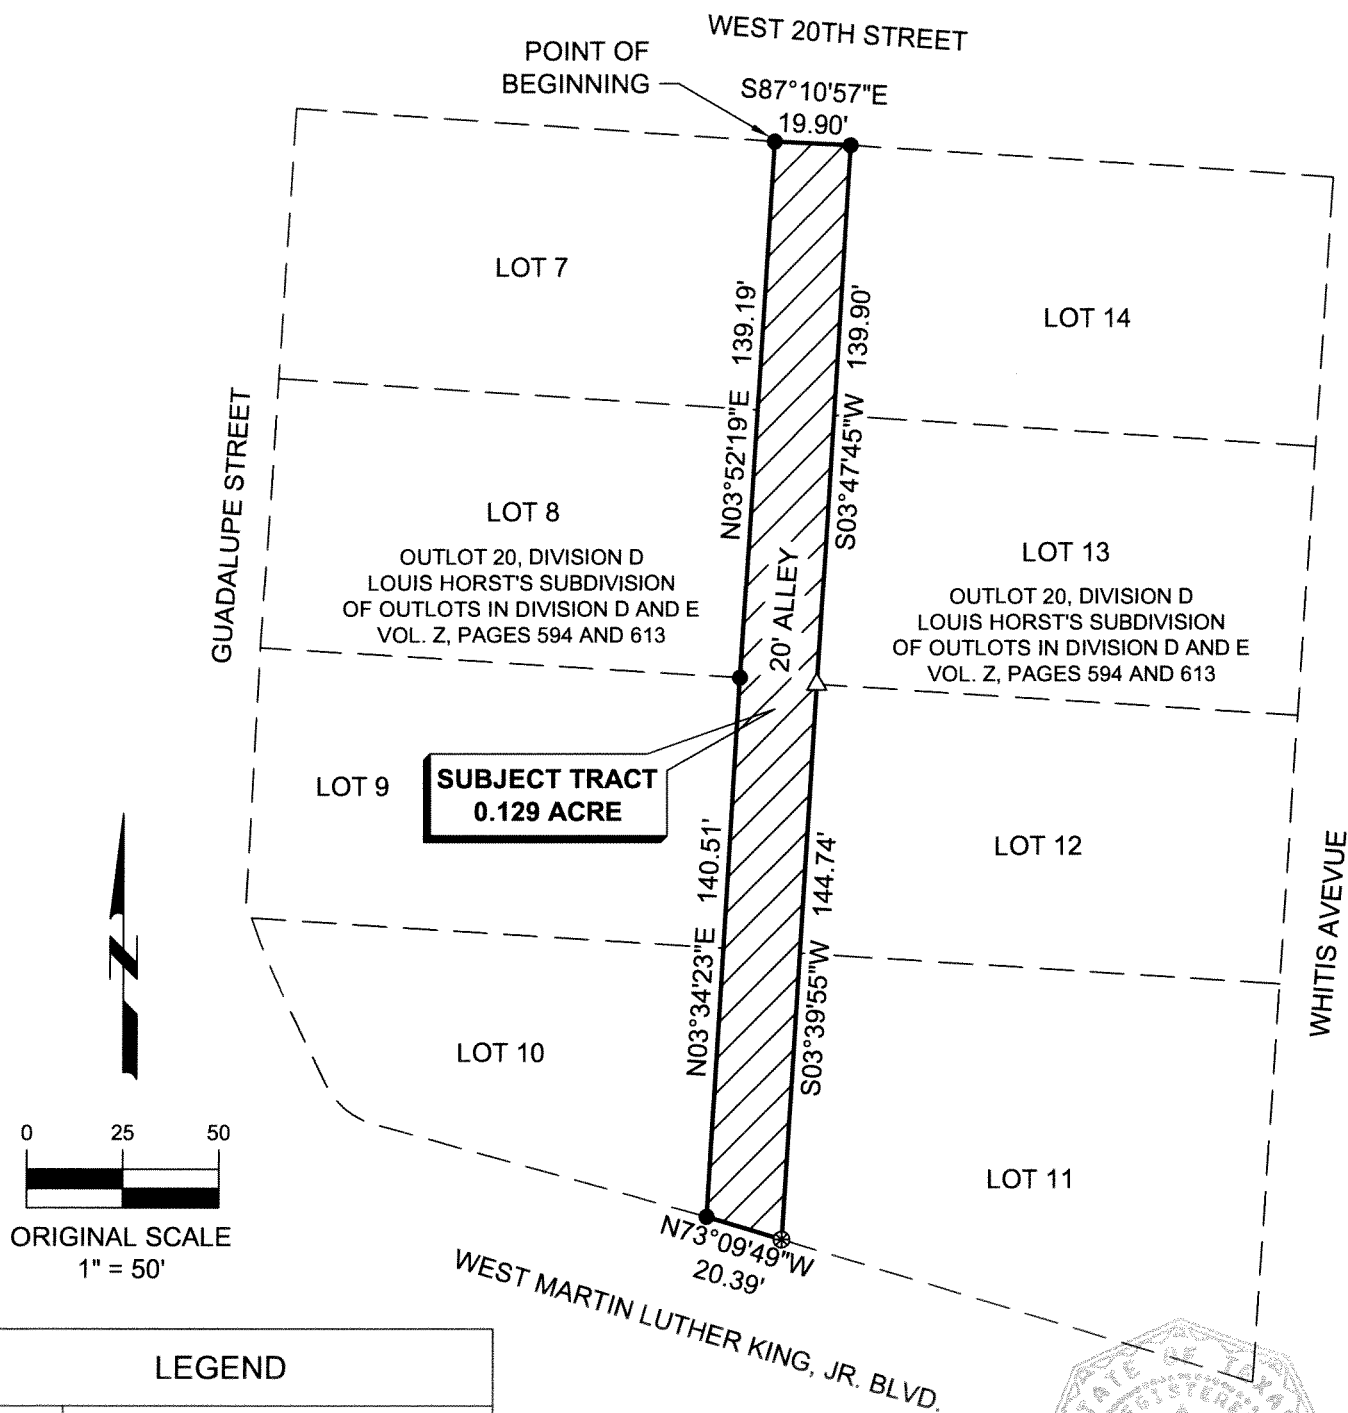 WEST 20TH STREET
POINT OF
BEGINNING
S87°10'57"E
19.90'
LOT 7
LOT 14
139.19'
139.90'
N03°52'19"E
S03°47'45"W
GUADALUPE STREET
LOT 8
OUTLOT 20, DIVISION D
LOUIS HORST'S SUBDIVISION
OF OUTLOTS IN DIVISION D AND E
VOL. Z, PAGES 594 AND 613
20' ALLEY
LOT 13
OUTLOT 20, DIVISION D
LOUIS HORST'S SUBDIVISION
OF OUTLOTS IN DIVISION D AND E
VOL. Z, PAGES 594 AND 613
SUBJECT TRACT
0.129 ACRE
LOT 9
LOT 12
140.51'
144.74'
N03°34'23"E
S03°39'55"W
WHITIS AVEVUE
N
LOT 10
LOT 11
0 25 50
ORIGINAL SCALE
1" = 50'
N73°09'49"W
20.39'
WEST MARTIN LUTHER KING, JR. BLVD.
LEGEND
OF TEXA